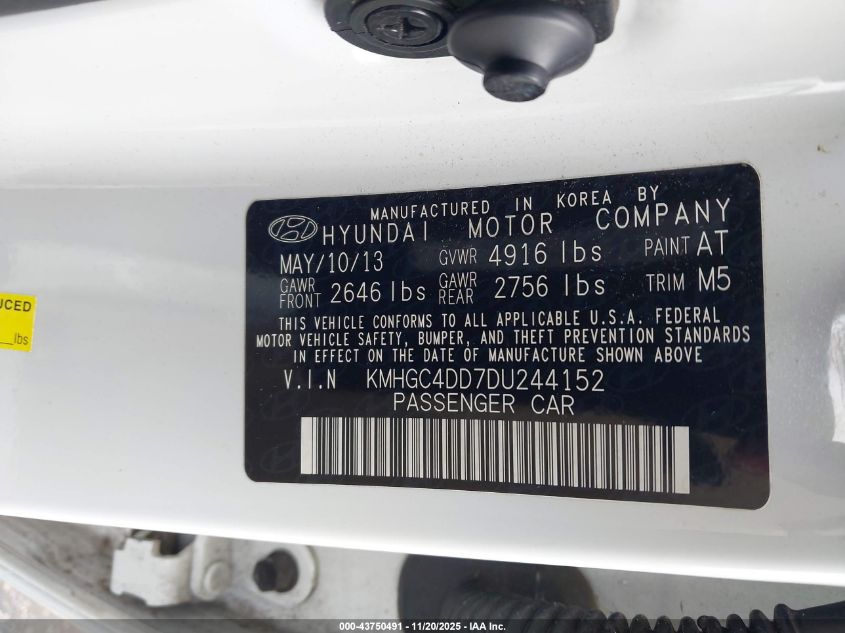 MANUFACTURED IN KOREA BY
HYUNDAI MOTOR COMPANY
MAY/10/13 GVWR 4916 lbs PAINT AT
GAWR FRONT 2646 lbs GAWR REAR 2756 lbs TRIM M5
THIS VEHICLE CONFORMS TO ALL APPLICABLE U.S.A. FEDERAL
MOTOR VEHICLE SAFETY, BUMPER, AND THEFT PREVENTION STANDARDS
IN EFFECT ON THE DATE OF MANUFACTURE SHOWN ABOVE
V.I.N KMHGC4DD7DU244152
PASSENGER CAR
lbs
000-43750491 - 11/20/2025 - IAA Inc.